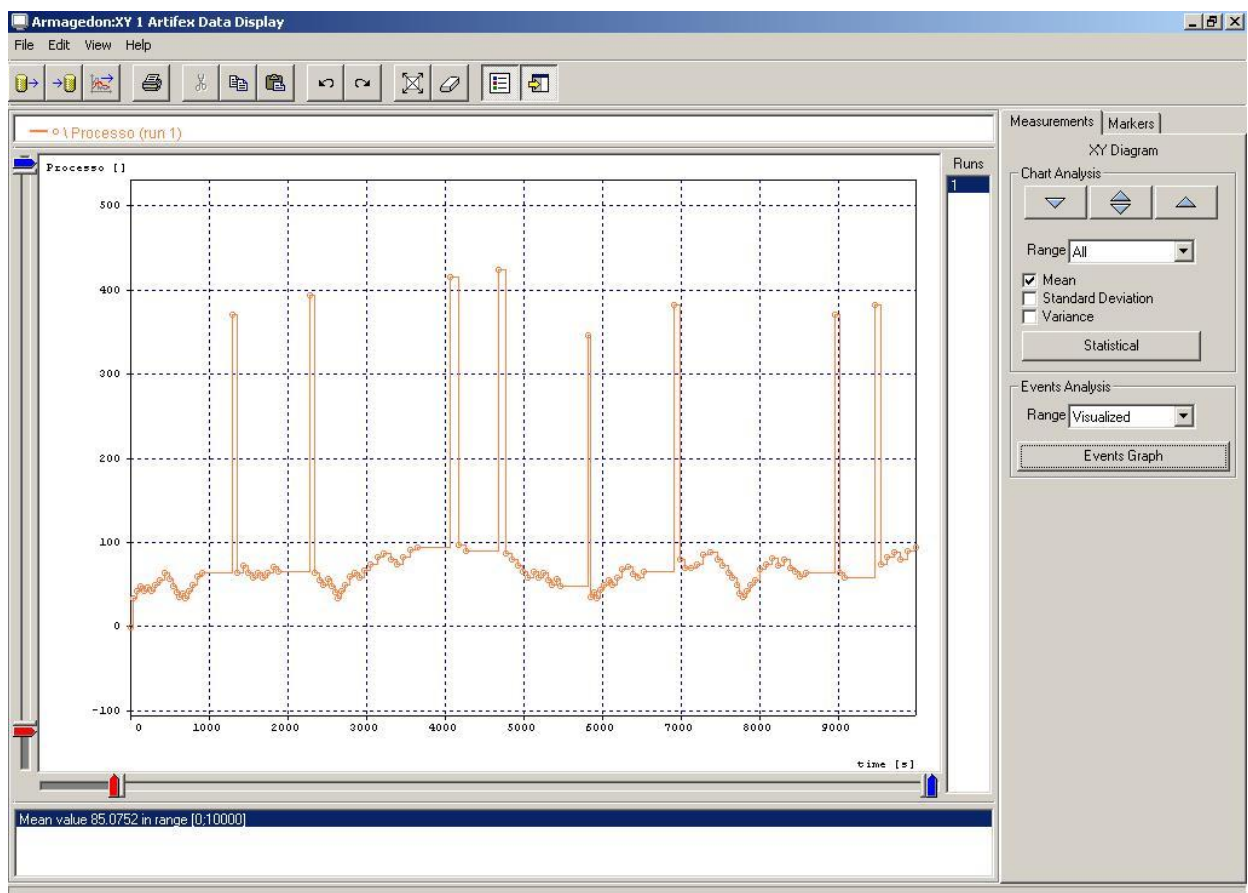 Armagedon:XY 1 Artifex Data Display
File Edit View Help
\ Processo (run 1)
Processo []
500
400
300
200
100
0
-100
0 1000 2000 3000 4000 5000 6000 7000 8000 9000
time [s]
Runs
1
Measurements Markers
XY Diagram
Chart Analysis
Range All
Mean
Standard Deviation
Variance
Statistical
Events Analysis
Range Visualized
Events Graph
Mean value 85.0752 in range [0;10000]